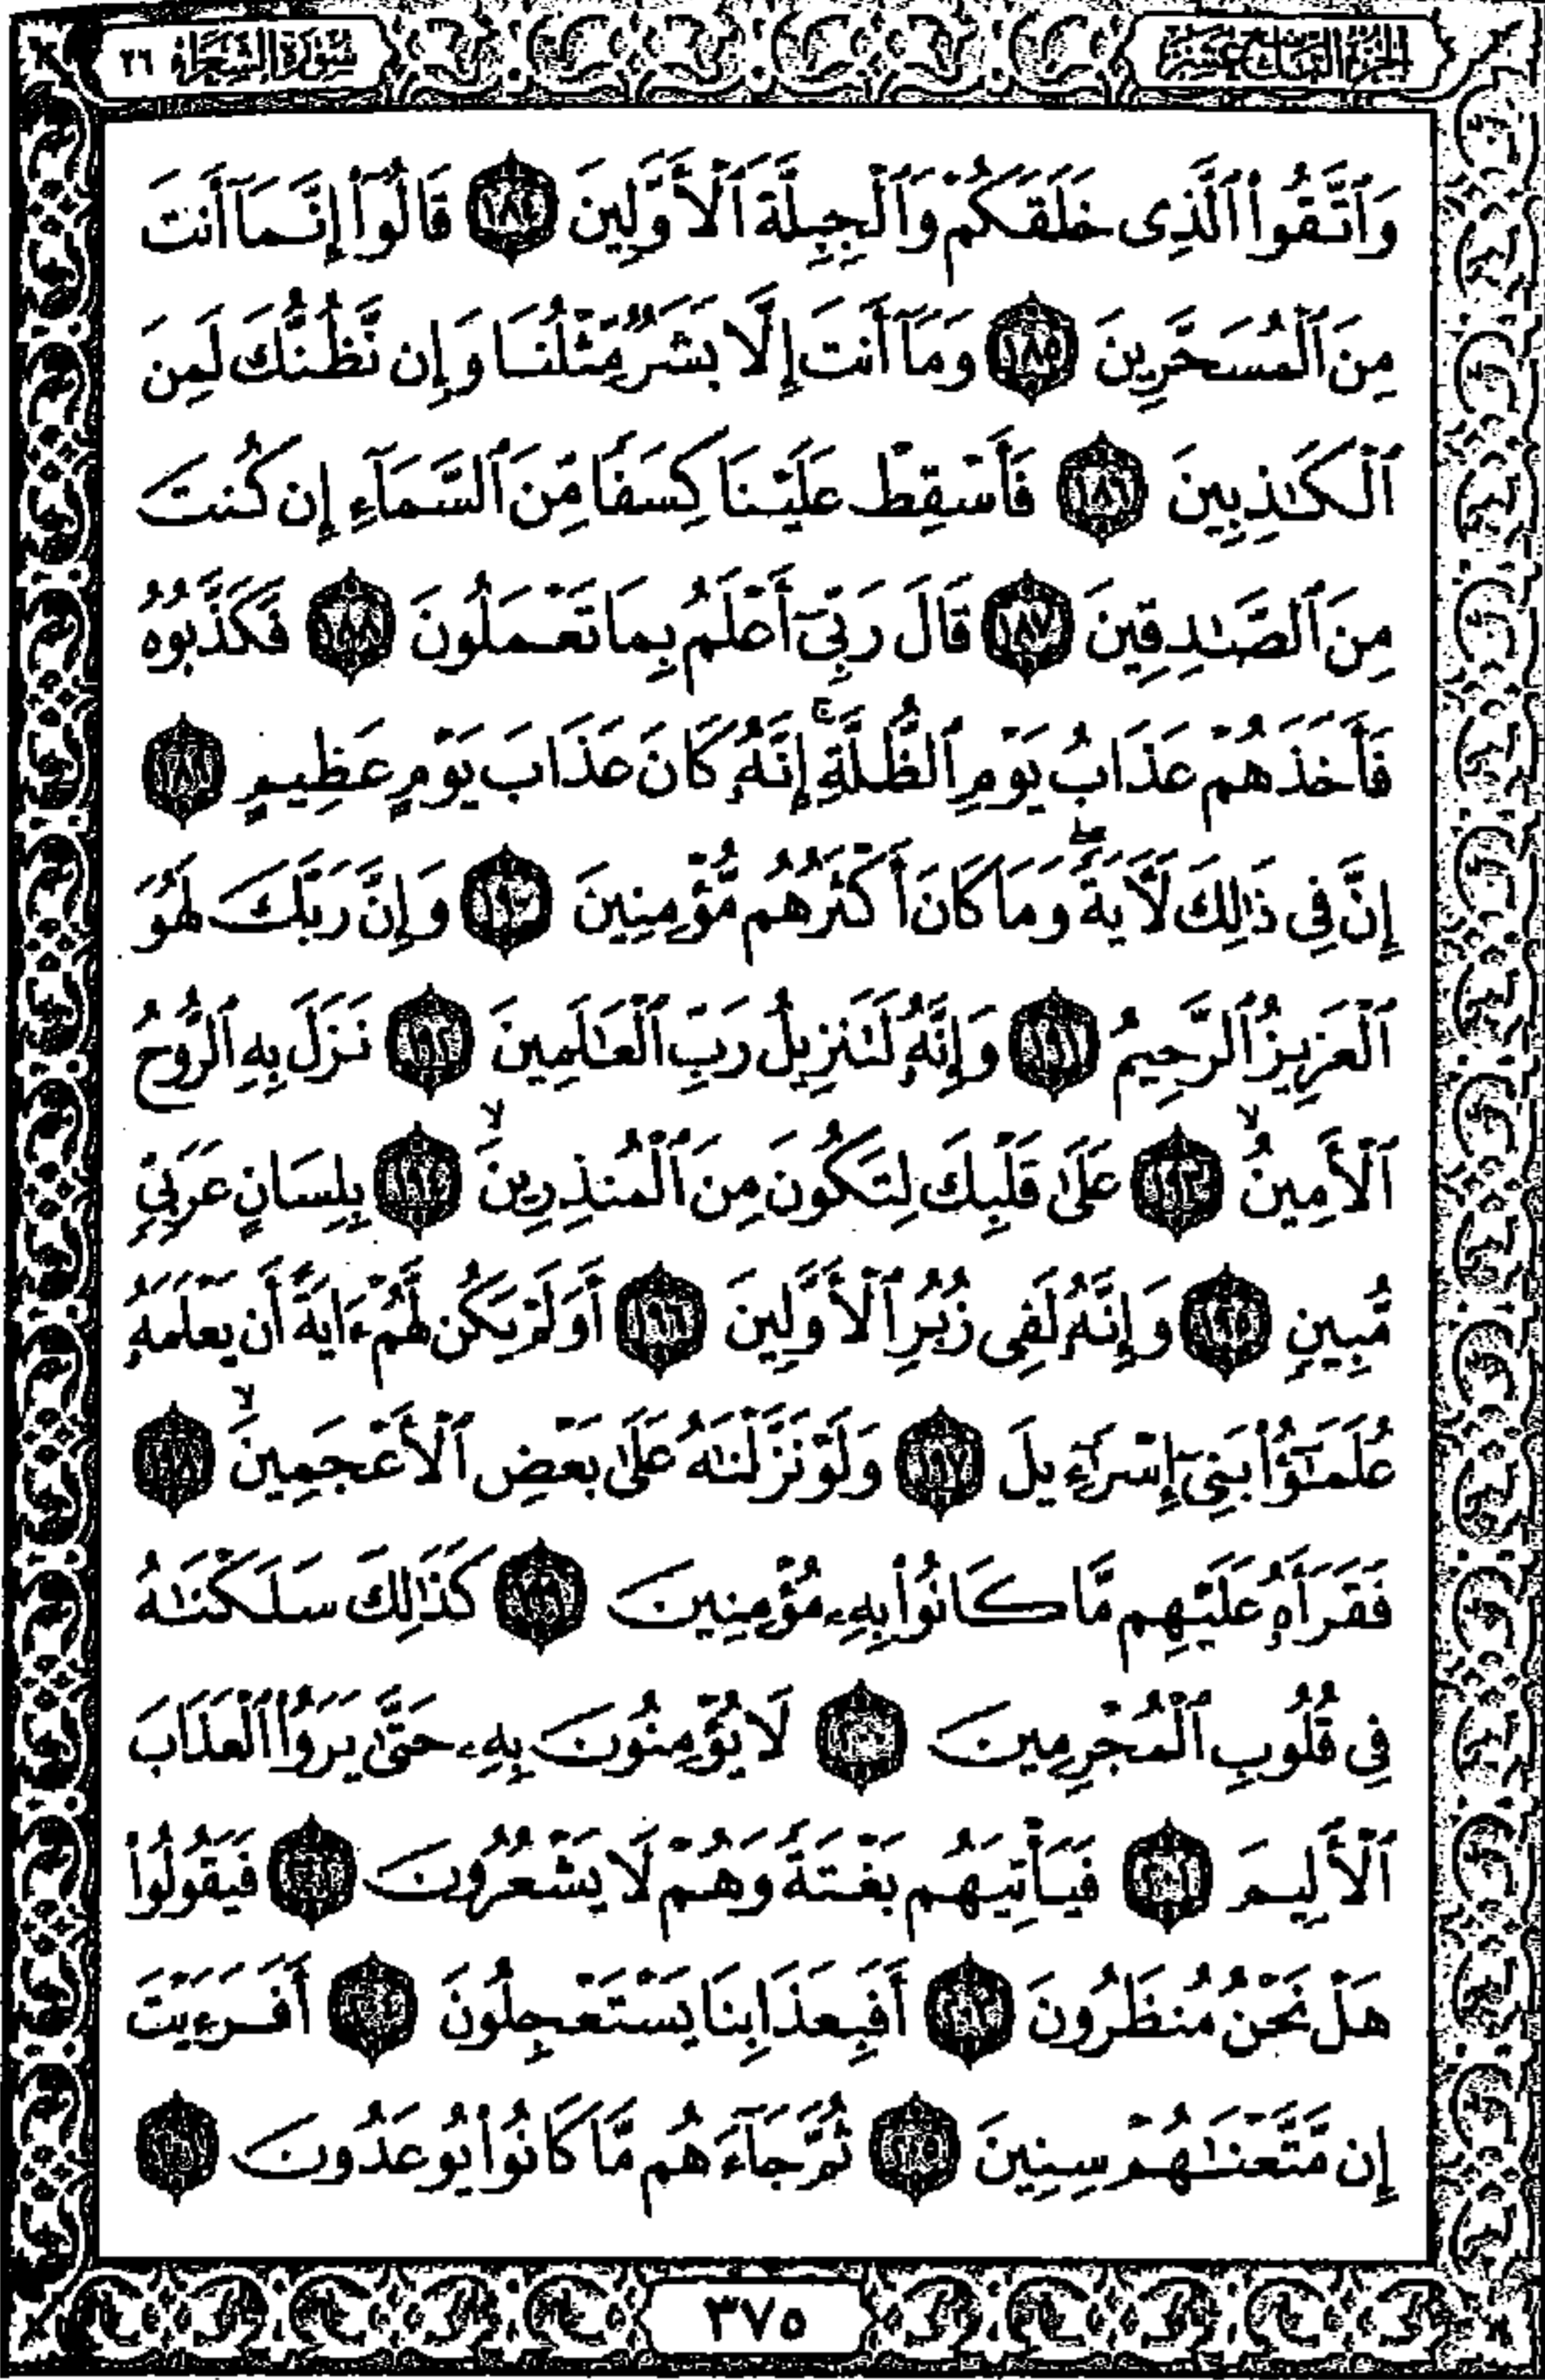 الجزء التاسع عشر
سورة الشعراء ٢٦
وَٱتَّقُوا۟ ٱلَّذِى خَلَقَكُمْ وَٱلْجِبِلَّةَ ٱلْأَوَّلِينَ ١٨٤ قَالُوٓا۟ إِنَّمَآ أَنتَ
مِنَ ٱلْمُسَحَّرِينَ ١٨٥ وَمَآ أَنتَ إِلَّا بَشَرٌ مِّثْلُنَا وَإِن نَّظُنُّكَ لَمِنَ
ٱلْكَٰذِبِينَ ١٨٦ فَأَسْقِطْ عَلَيْنَا كِسَفًا مِّنَ ٱلسَّمَآءِ إِن كُنتَ
مِنَ ٱلصَّٰدِقِينَ ١٨٧ قَالَ رَبِّىٓ أَعْلَمُ بِمَا تَعْمَلُونَ ١٨٨ فَكَذَّبُوهُ
فَأَخَذَهُمْ عَذَابُ يَوْمِ ٱلظُّلَّةِ ۚ إِنَّهُۥ كَانَ عَذَابَ يَوْمٍ عَظِيمٍ ١٨٩
إِنَّ فِى ذَٰلِكَ لَـَٔايَةً ۖ وَمَا كَانَ أَكْثَرُهُم مُّؤْمِنِينَ ١٩٠ وَإِنَّ رَبَّكَ لَهُوَ
ٱلْعَزِيزُ ٱلرَّحِيمُ ١٩١ وَإِنَّهُۥ لَتَنزِيلُ رَبِّ ٱلْعَٰلَمِينَ ١٩٢ نَزَلَ بِهِ ٱلرُّوحُ
ٱلْأَمِينُ ۙ ١٩٣ عَلَىٰ قَلْبِكَ لِتَكُونَ مِنَ ٱلْمُنذِرِينَ ۙ ١٩٤ بِلِسَانٍ عَرَبِىٍّ
مُّبِينٍ ١٩٥ وَإِنَّهُۥ لَفِى زُبُرِ ٱلْأَوَّلِينَ ١٩٦ أَوَلَمْ يَكُن لَّهُمْ ءَايَةً أَن يَعْلَمَهُۥ
عُلَمَٰٓؤُا۟ بَنِىٓ إِسْرَٰٓءِيلَ ١٩٧ وَلَوْ نَزَّلْنَٰهُ عَلَىٰ بَعْضِ ٱلْأَعْجَمِينَ ۙ ١٩٨
فَقَرَأَهُۥ عَلَيْهِم مَّا كَانُوا۟ بِهِۦ مُؤْمِنِينَ ١٩٩ كَذَٰلِكَ سَلَكْنَٰهُ
فِى قُلُوبِ ٱلْمُجْرِمِينَ ٢٠٠ لَا يُؤْمِنُونَ بِهِۦ حَتَّىٰ يَرَوُا۟ ٱلْعَذَابَ
ٱلْأَلِيمَ ٢٠١ فَيَأْتِيَهُم بَغْتَةً وَهُمْ لَا يَشْعُرُونَ ٢٠٢ فَيَقُولُوا۟
هَلْ نَحْنُ مُنظَرُونَ ٢٠٣ أَفَبِعَذَابِنَا يَسْتَعْجِلُونَ ٢٠٤ أَفَرَءَيْتَ
إِن مَّتَّعْنَٰهُمْ سِنِينَ ٢٠٥ ثُمَّ جَآءَهُم مَّا كَانُوا۟ يُوعَدُونَ ٢٠٦
٣٧٥